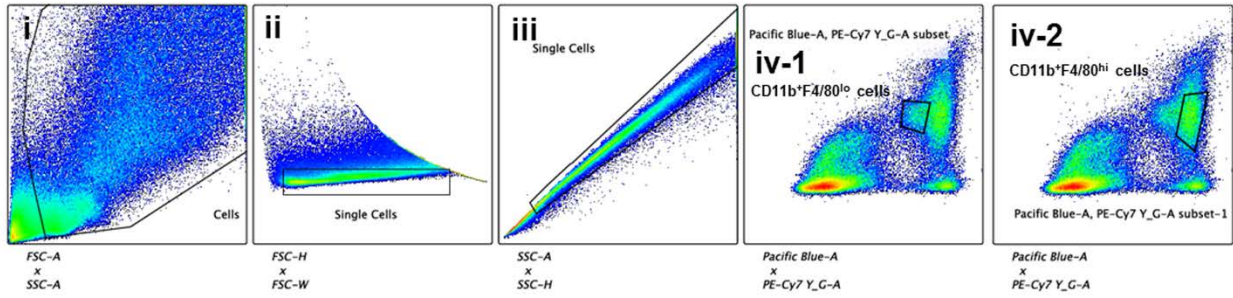 i
Cells
FSC-A
x
SSC-A
ii
Single Cells
FSC-H
x
FSC-W
iii
Single Cells
SSC-A
x
SSC-H
Pacific Blue-A, PE-Cy7 Y_G-A subset
iv-1
CD11b⁺F4/80ˡᵒ cells
Pacific Blue-A
x
PE-Cy7 Y_G-A
iv-2
CD11b⁺F4/80ʰⁱ cells
Pacific Blue-A, PE-Cy7 Y_G-A subset-1
Pacific Blue-A
x
PE-Cy7 Y_G-A